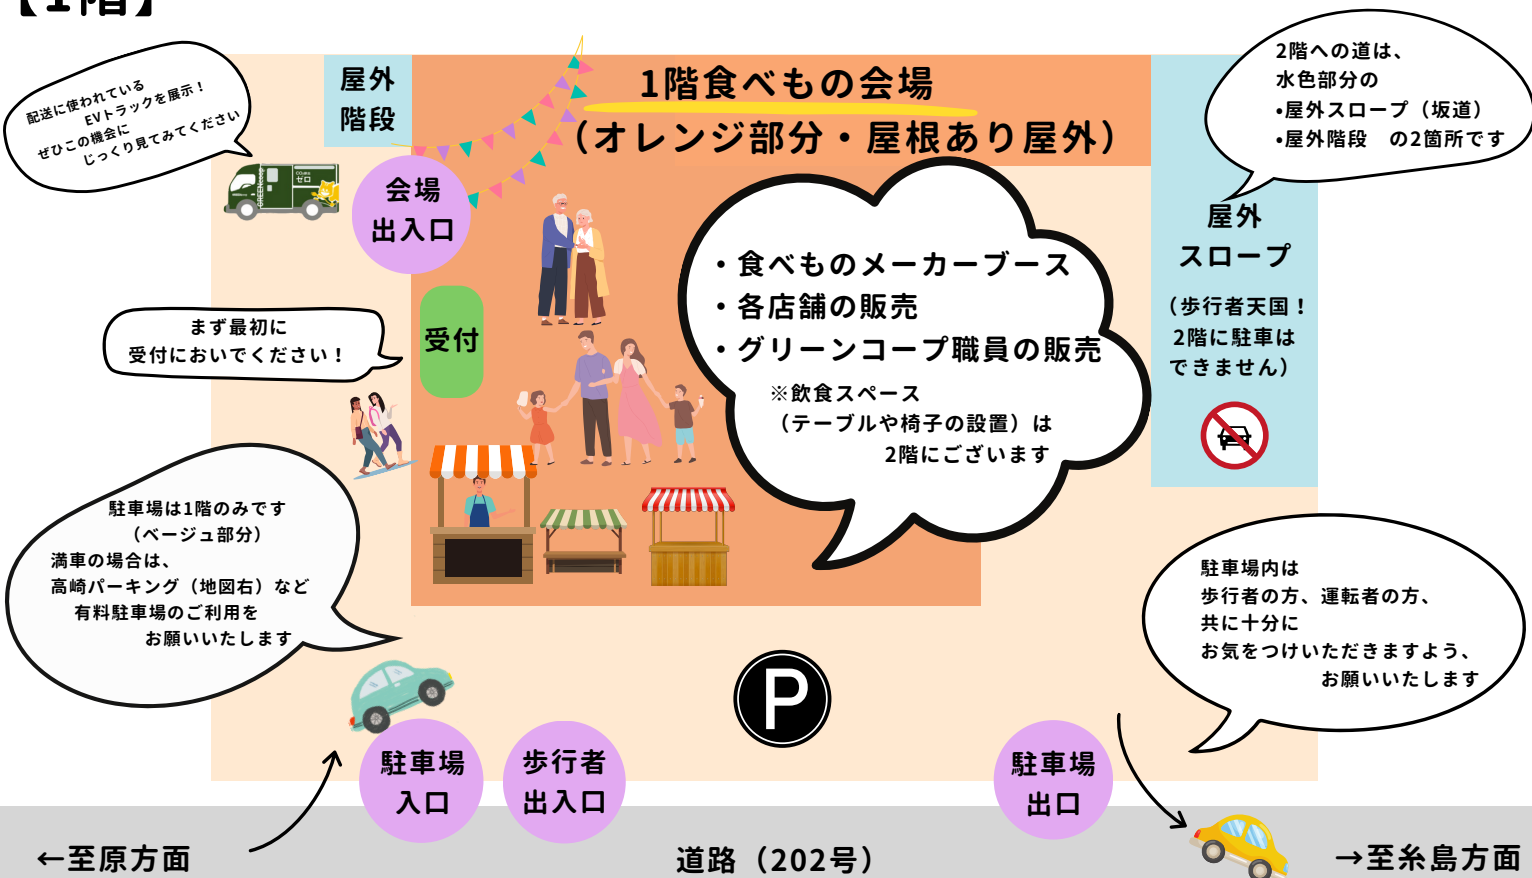 【1階】
配送に使われている
EVトラックを展示！
ぜひこの機会に
じっくり見てみてください
屋外
階段
1階食べもの会場
（オレンジ部分・屋根あり屋外）
2階への道は、
水色部分の
•屋外スロープ（坂道）
•屋外階段　の2箇所です
GREENcoop
ゼロ
会場
出入口
屋外
スロープ
（歩行者天国！
2階に駐車は
できません）
・食べものメーカーブース
・各店舗の販売
・グリーンコープ職員の販売
※飲食スペース
（テーブルや椅子の設置）は
2階にございます
受付
まず最初に
受付においでください！
駐車場は1階のみです
（ベージュ部分）
満車の場合は、
高崎パーキング（地図右）など
有料駐車場のご利用を
お願いいたします
駐車場内は
歩行者の方、運転者の方、
共に十分に
お気をつけいただきますよう、
お願いいたします
P
駐車場
入口
歩行者
出入口
駐車場
出口
←至原方面
道路（202号）
→至糸島方面